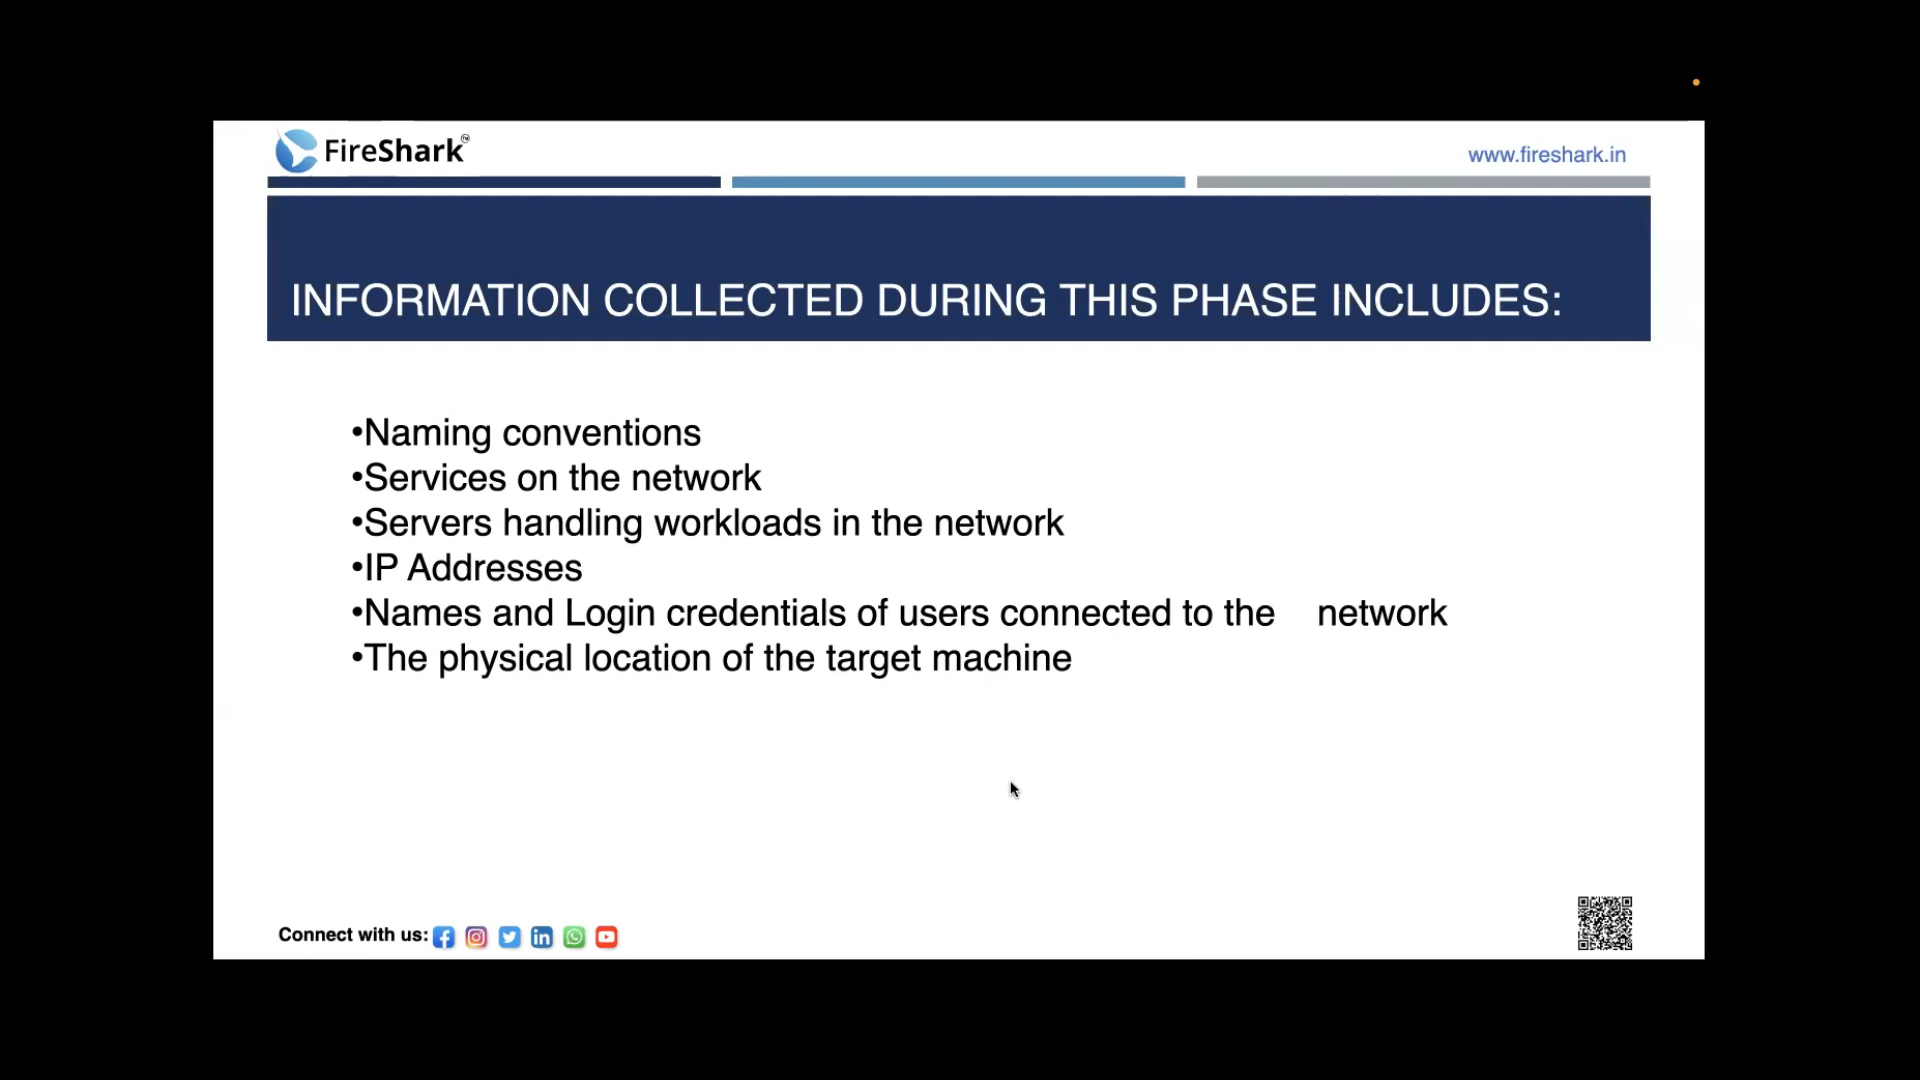 FireShark™
www.fireshark.in
INFORMATION COLLECTED DURING THIS PHASE INCLUDES:
•Naming conventions
•Services on the network
•Servers handling workloads in the network
•IP Addresses
•Names and Login credentials of users connected to the    network
•The physical location of the target machine
Connect with us: